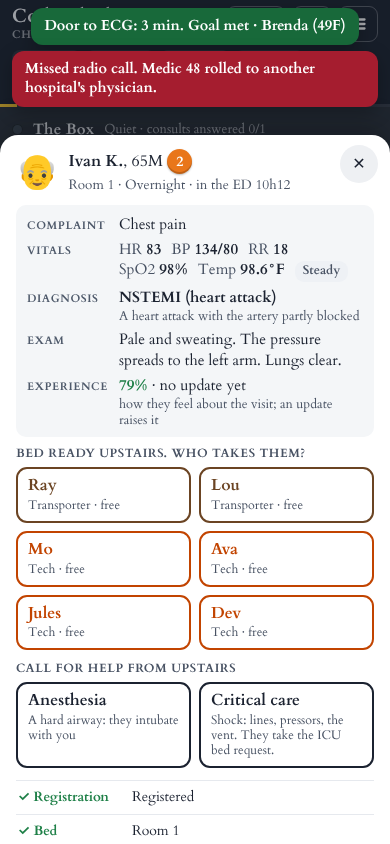 Door to ECG: 3 min. Goal met · Brenda (49F)
Missed radio call. Medic 48 rolled to another
hospital's physician.
The Box Quiet · consults answered 0/1
Ivan K., 65M 2
Room 1 · Overnight · in the ED 10h12
COMPLAINT Chest pain
VITALS HR 83 BP 134/80 RR 18
SpO2 98% Temp 98.6°F Steady
DIAGNOSIS NSTEMI (heart attack)
A heart attack with the artery partly blocked
EXAM Pale and sweating. The pressure
spreads to the left arm. Lungs clear.
EXPERIENCE 79% · no update yet
how they feel about the visit; an update
raises it
BED READY UPSTAIRS. WHO TAKES THEM?
Ray Lou
Transporter · free Transporter · free
Mo Ava
Tech · free Tech · free
Jules Dev
Tech · free Tech · free
CALL FOR HELP FROM UPSTAIRS
Anesthesia Critical care
A hard airway: they intubate Shock: lines, pressors, the
with you vent. They take the ICU
bed request.
✓ Registration Registered
✓ Bed Room 1